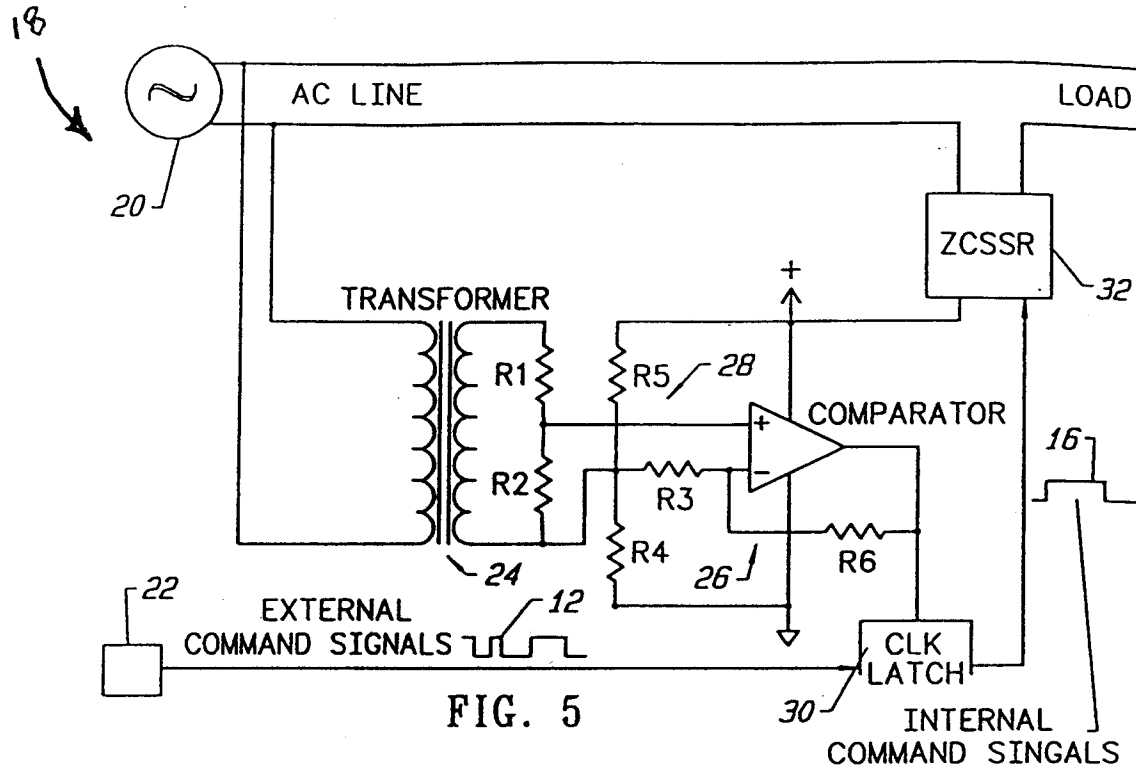 18
AC LINE
LOAD
20
ZCSSR
32
+
TRANSFORMER
R1
R5
28
COMPARATOR
+
16
R2
R3
−
24
R4
26
R6
22
EXTERNAL
COMMAND SIGNALS
12
CLK
LATCH
30
FIG. 5
INTERNAL
COMMAND SINGALS